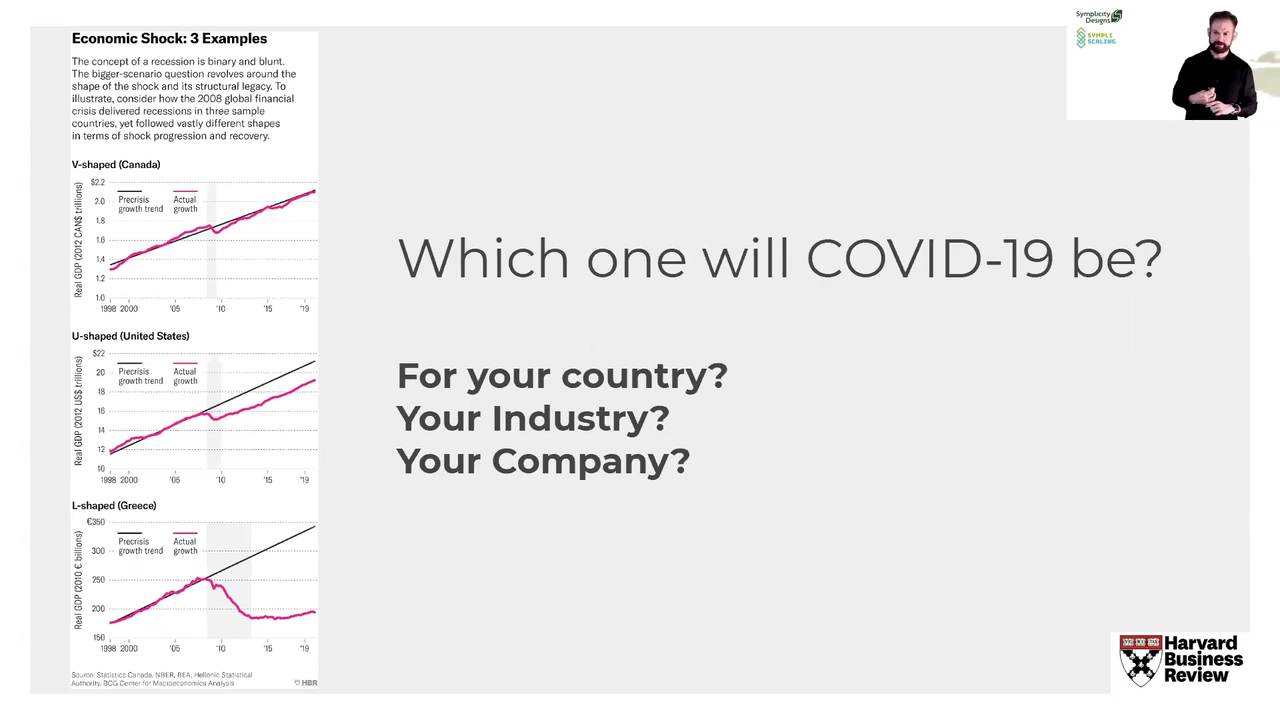 Economic Shock: 3 Examples
The concept of a recession is binary and blunt.
The bigger-scenario question revolves around the
shape of the shock and its structural legacy. To
illustrate, consider how the 2008 global financial
crisis delivered recessions in three sample
countries, yet followed vastly different shapes
in terms of shock progression and recovery.
V-shaped (Canada)
Real GDP (2012 CAN$ trillions)
$2.2
2.0
1.8
1.6
1.4
1.2
1.0
Precrisis
growth trend
Actual
growth
1998 2000 '05 '10 '15 '19
U-shaped (United States)
Real GDP (2012 US$ trillions)
$22
20
18
16
14
12
10
Precrisis
growth trend
Actual
growth
1998 2000 '05 '10 '15 '19
L-shaped (Greece)
Real GDP (2010 € billions)
€350
300
250
200
150
Precrisis
growth trend
Actual
growth
1998 2000 '05 '10 '15 '19
Source: Statistics Canada, NBER, BEA, Hellenic Statistical
Authority, BCG Center for Macroeconomics Analysis
HBR
Which one will COVID-19 be?
For your country?
Your Industry?
Your Company?
Symplicity
Designs
SYMPLI
SCALING
Harvard
Business
Review